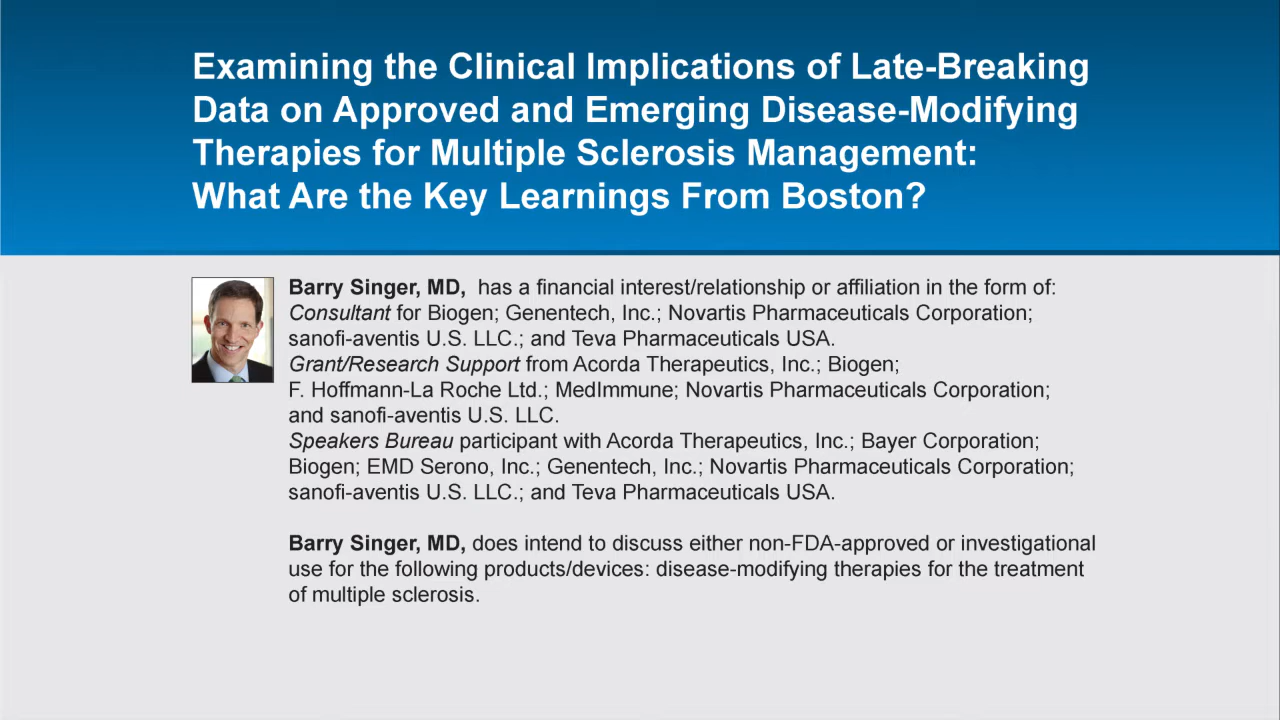 Examining the Clinical Implications of Late-Breaking
Data on Approved and Emerging Disease-Modifying
Therapies for Multiple Sclerosis Management:
What Are the Key Learnings From Boston?
Barry Singer, MD, has a financial interest/relationship or affiliation in the form of:
Consultant for Biogen; Genentech, Inc.; Novartis Pharmaceuticals Corporation;
sanofi-aventis U.S. LLC.; and Teva Pharmaceuticals USA.
Grant/Research Support from Acorda Therapeutics, Inc.; Biogen;
F. Hoffmann-La Roche Ltd.; MedImmune; Novartis Pharmaceuticals Corporation;
and sanofi-aventis U.S. LLC.
Speakers Bureau participant with Acorda Therapeutics, Inc.; Bayer Corporation;
Biogen; EMD Serono, Inc.; Genentech, Inc.; Novartis Pharmaceuticals Corporation;
sanofi-aventis U.S. LLC.; and Teva Pharmaceuticals USA.
Barry Singer, MD, does intend to discuss either non-FDA-approved or investigational
use for the following products/devices: disease-modifying therapies for the treatment
of multiple sclerosis.